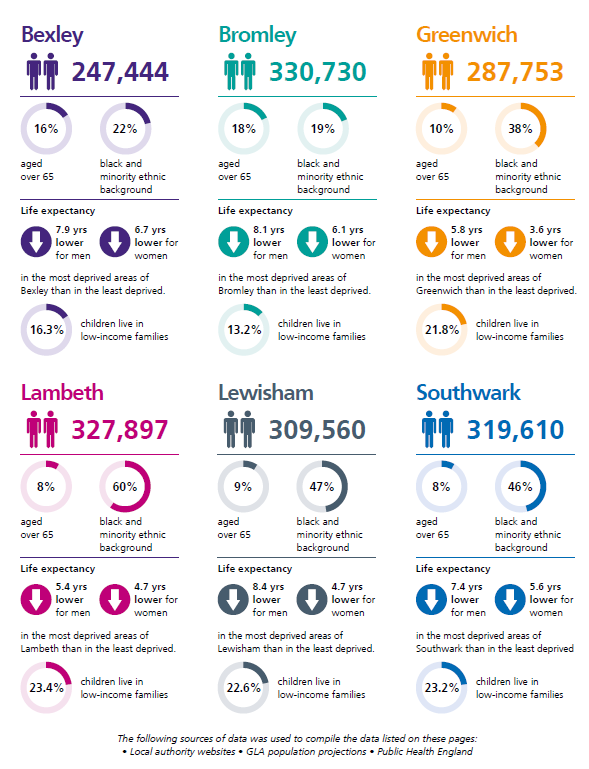 Bexley
247,444
16%
22%
aged
over 65
black and
minority ethnic
background
Life expectancy
7.9 yrs
lower
for men
6.7 yrs
lower for
women
in the most deprived areas of
Bexley than in the least deprived.
16.3%
children live in
low-income families
Bromley
330,730
18%
19%
aged
over 65
black and
minority ethnic
background
Life expectancy
8.1 yrs
lower
for men
6.1 yrs
lower for
women
in the most deprived areas of
Bromley than in the least deprived.
13.2%
children live in
low-income families
Greenwich
287,753
10%
38%
aged
over 65
black and
minority ethnic
background
Life expectancy
5.8 yrs
lower
for men
3.6 yrs
lower for
women
in the most deprived areas of
Greenwich than in the least deprived.
21.8%
children live in
low-income families
Lambeth
327,897
8%
60%
aged
over 65
black and
minority ethnic
background
Life expectancy
5.4 yrs
lower
for men
4.7 yrs
lower for
women
in the most deprived areas of
Lambeth than in the least deprived.
23.4%
children live in
low-income families
Lewisham
309,560
9%
47%
aged
over 65
black and
minority ethnic
background
Life expectancy
8.4 yrs
lower
for men
4.7 yrs
lower for
women
in the most deprived areas of
Lewisham than in the least deprived.
22.6%
children live in
low-income families
Southwark
319,610
8%
46%
aged
over 65
black and
minority ethnic
background
Life expectancy
7.4 yrs
lower
for men
5.6 yrs
lower for
women
in the most deprived areas of
Southwark than in the least deprived
23.2%
children live in
low-income families
The following sources of data was used to compile the data listed on these pages:
• Local authority websites • GLA population projections • Public Health England